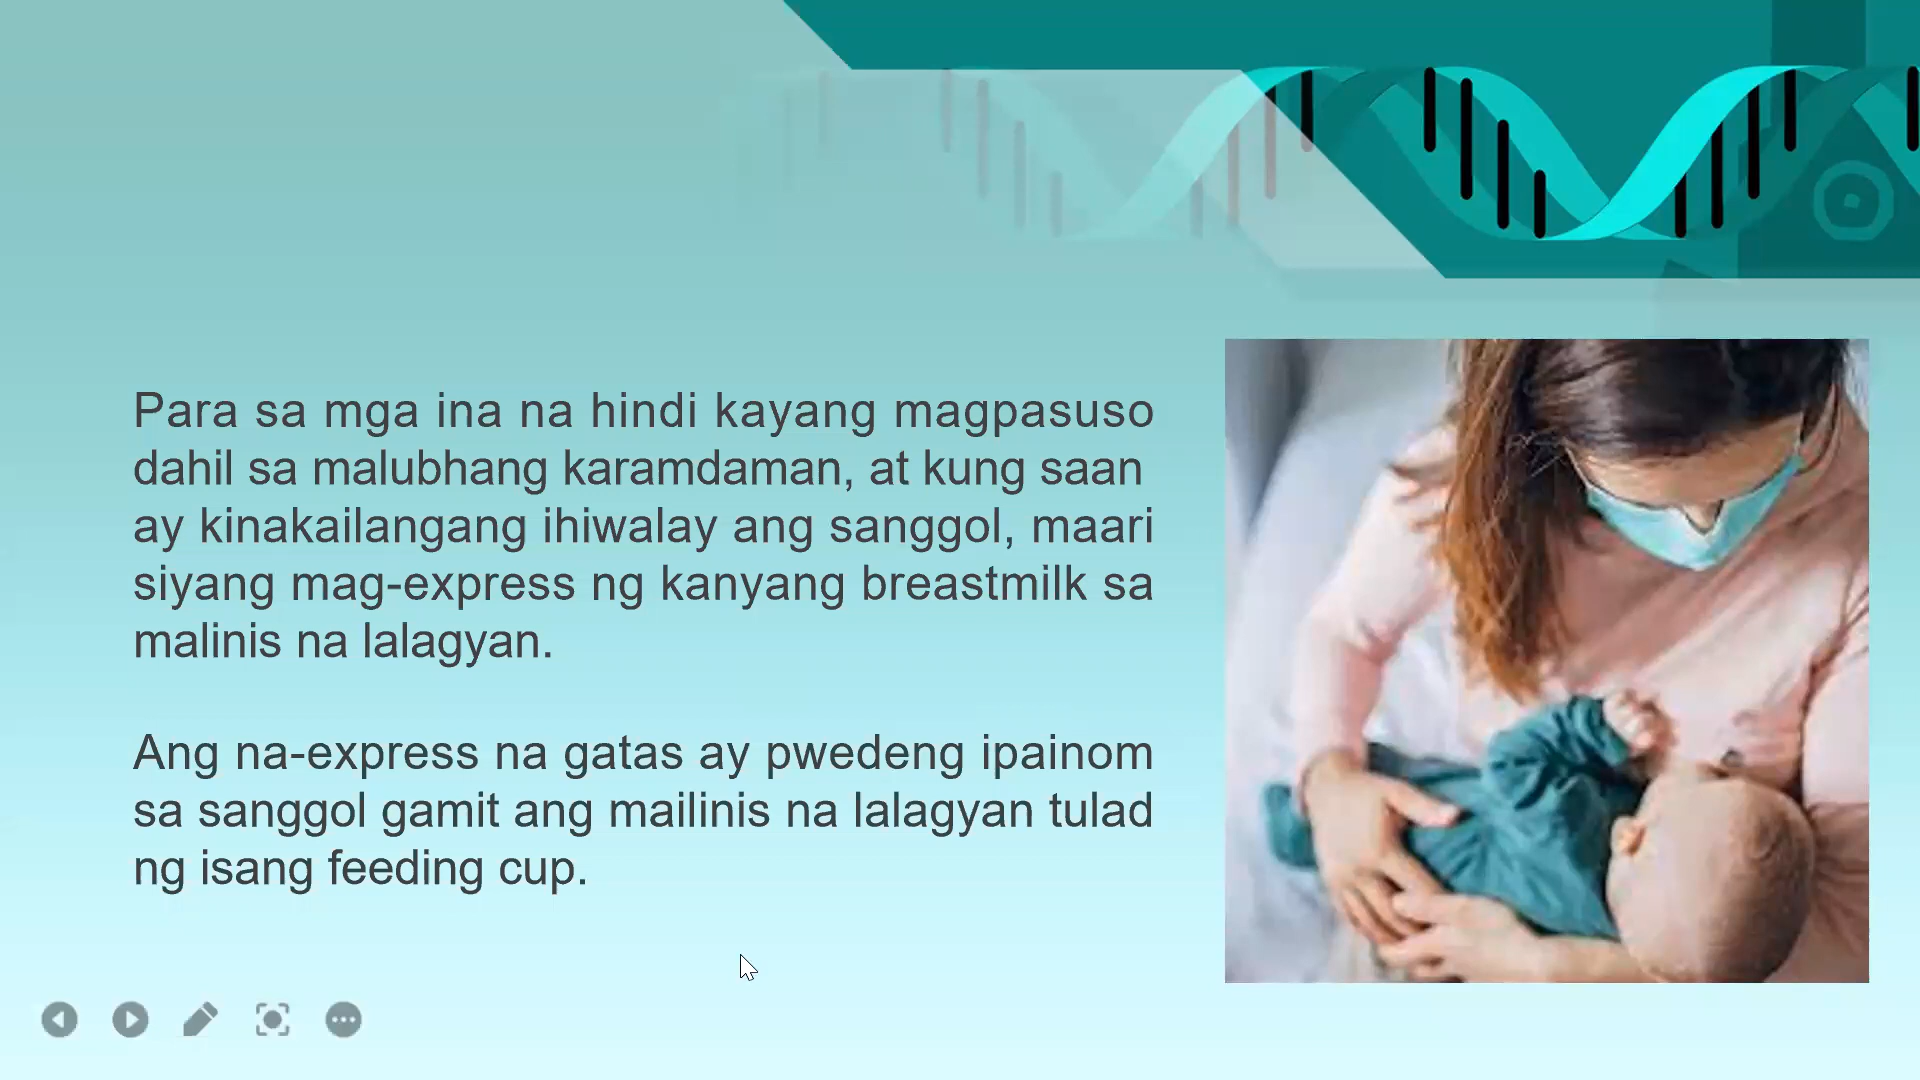 Para sa mga ina na hindi kayang magpasuso
dahil sa malubhang karamdaman, at kung saan
ay kinakailangang ihiwalay ang sanggol, maari
siyang mag-express ng kanyang breastmilk sa
malinis na lalagyan.
Ang na-express na gatas ay pwedeng ipainom
sa sanggol gamit ang mailinis na lalagyan tulad
ng isang feeding cup.